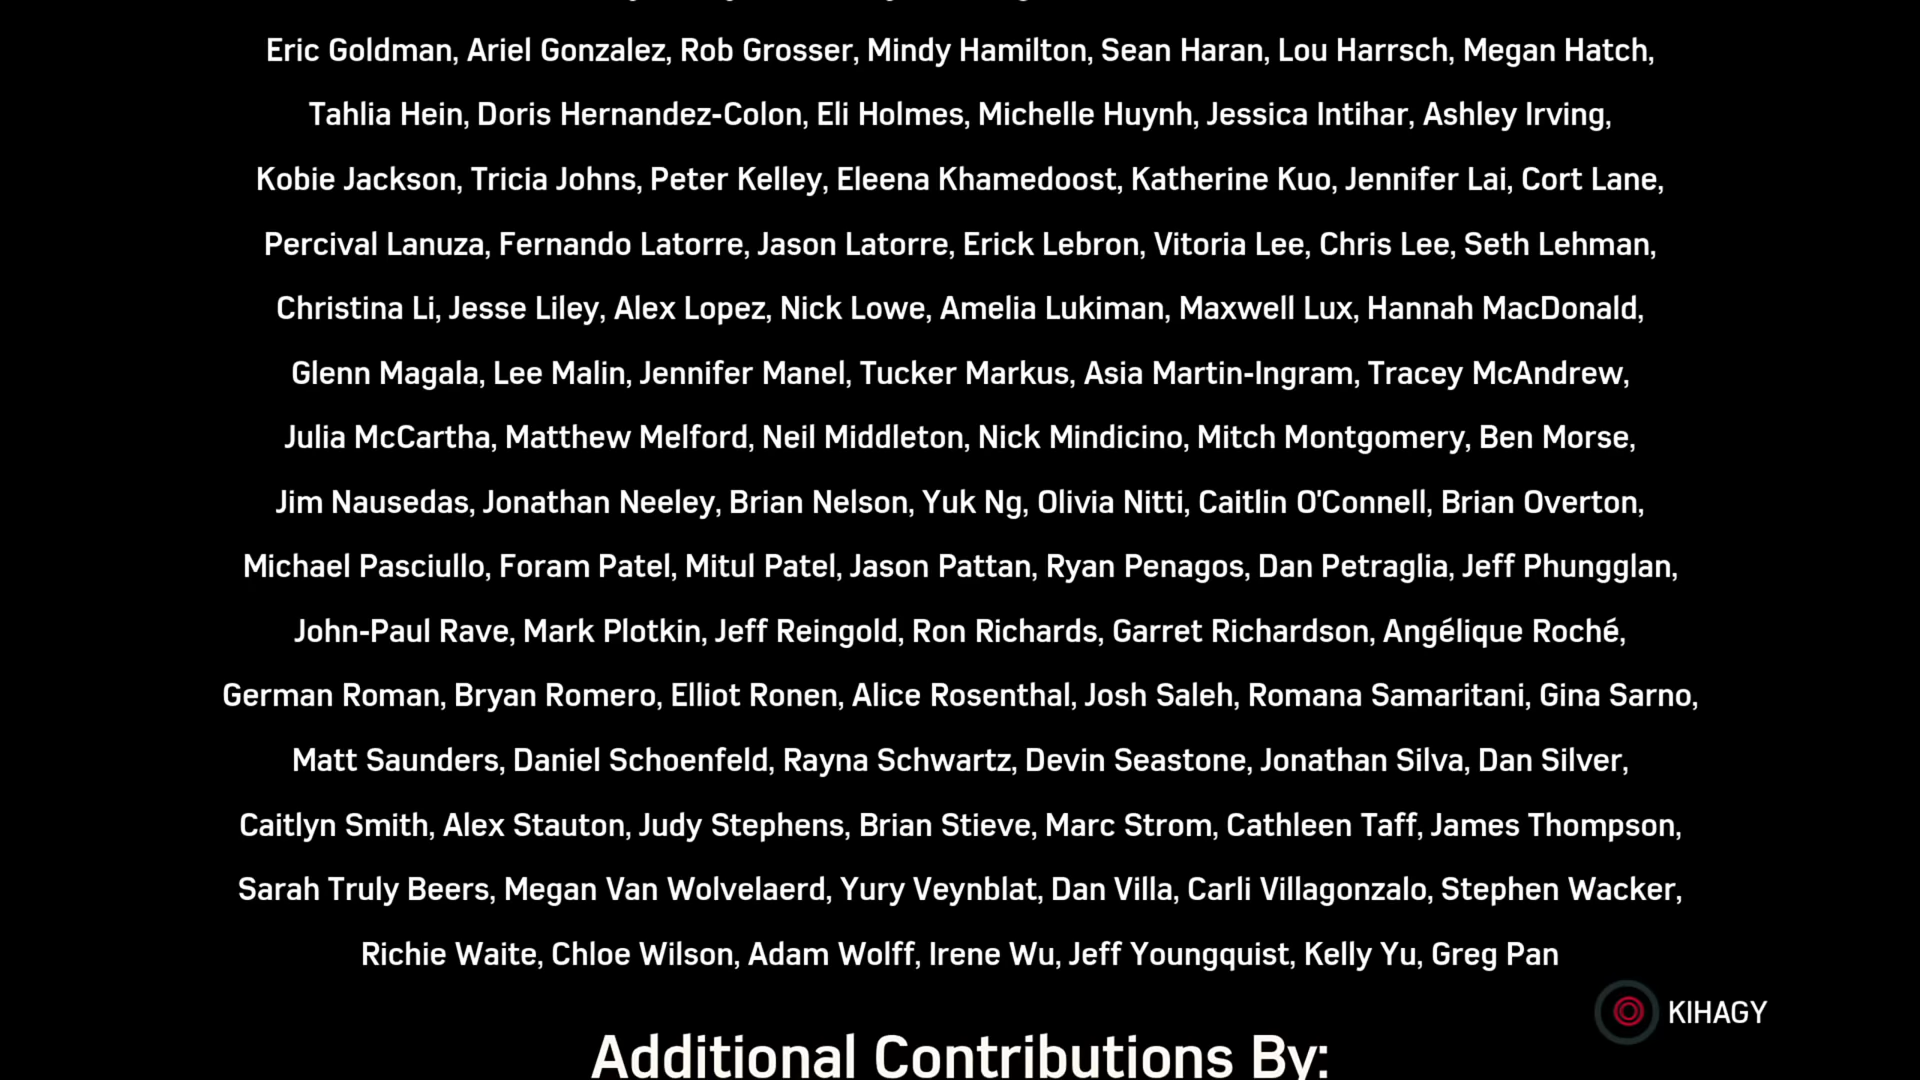 Eric Goldman, Ariel Gonzalez, Rob Grosser, Mindy Hamilton, Sean Haran, Lou Harrsch, Megan Hatch,
Tahlia Hein, Doris Hernandez-Colon, Eli Holmes, Michelle Huynh, Jessica Intihar, Ashley Irving,
Kobie Jackson, Tricia Johns, Peter Kelley, Eleena Khamedoost, Katherine Kuo, Jennifer Lai, Cort Lane,
Percival Lanuza, Fernando Latorre, Jason Latorre, Erick Lebron, Vitoria Lee, Chris Lee, Seth Lehman,
Christina Li, Jesse Liley, Alex Lopez, Nick Lowe, Amelia Lukiman, Maxwell Lux, Hannah MacDonald,
Glenn Magala, Lee Malin, Jennifer Manel, Tucker Markus, Asia Martin-Ingram, Tracey McAndrew,
Julia McCartha, Matthew Melford, Neil Middleton, Nick Mindicino, Mitch Montgomery, Ben Morse,
Jim Nausedas, Jonathan Neeley, Brian Nelson, Yuk Ng, Olivia Nitti, Caitlin O'Connell, Brian Overton,
Michael Pasciullo, Foram Patel, Mitul Patel, Jason Pattan, Ryan Penagos, Dan Petraglia, Jeff Phungglan,
John-Paul Rave, Mark Plotkin, Jeff Reingold, Ron Richards, Garret Richardson, Angélique Roché,
German Roman, Bryan Romero, Elliot Ronen, Alice Rosenthal, Josh Saleh, Romana Samaritani, Gina Sarno,
Matt Saunders, Daniel Schoenfeld, Rayna Schwartz, Devin Seastone, Jonathan Silva, Dan Silver,
Caitlyn Smith, Alex Stauton, Judy Stephens, Brian Stieve, Marc Strom, Cathleen Taff, James Thompson,
Sarah Truly Beers, Megan Van Wolvelaerd, Yury Veynblat, Dan Villa, Carli Villagonzalo, Stephen Wacker,
Richie Waite, Chloe Wilson, Adam Wolff, Irene Wu, Jeff Youngquist, Kelly Yu, Greg Pan
KIHAGY
Additional Contributions By: